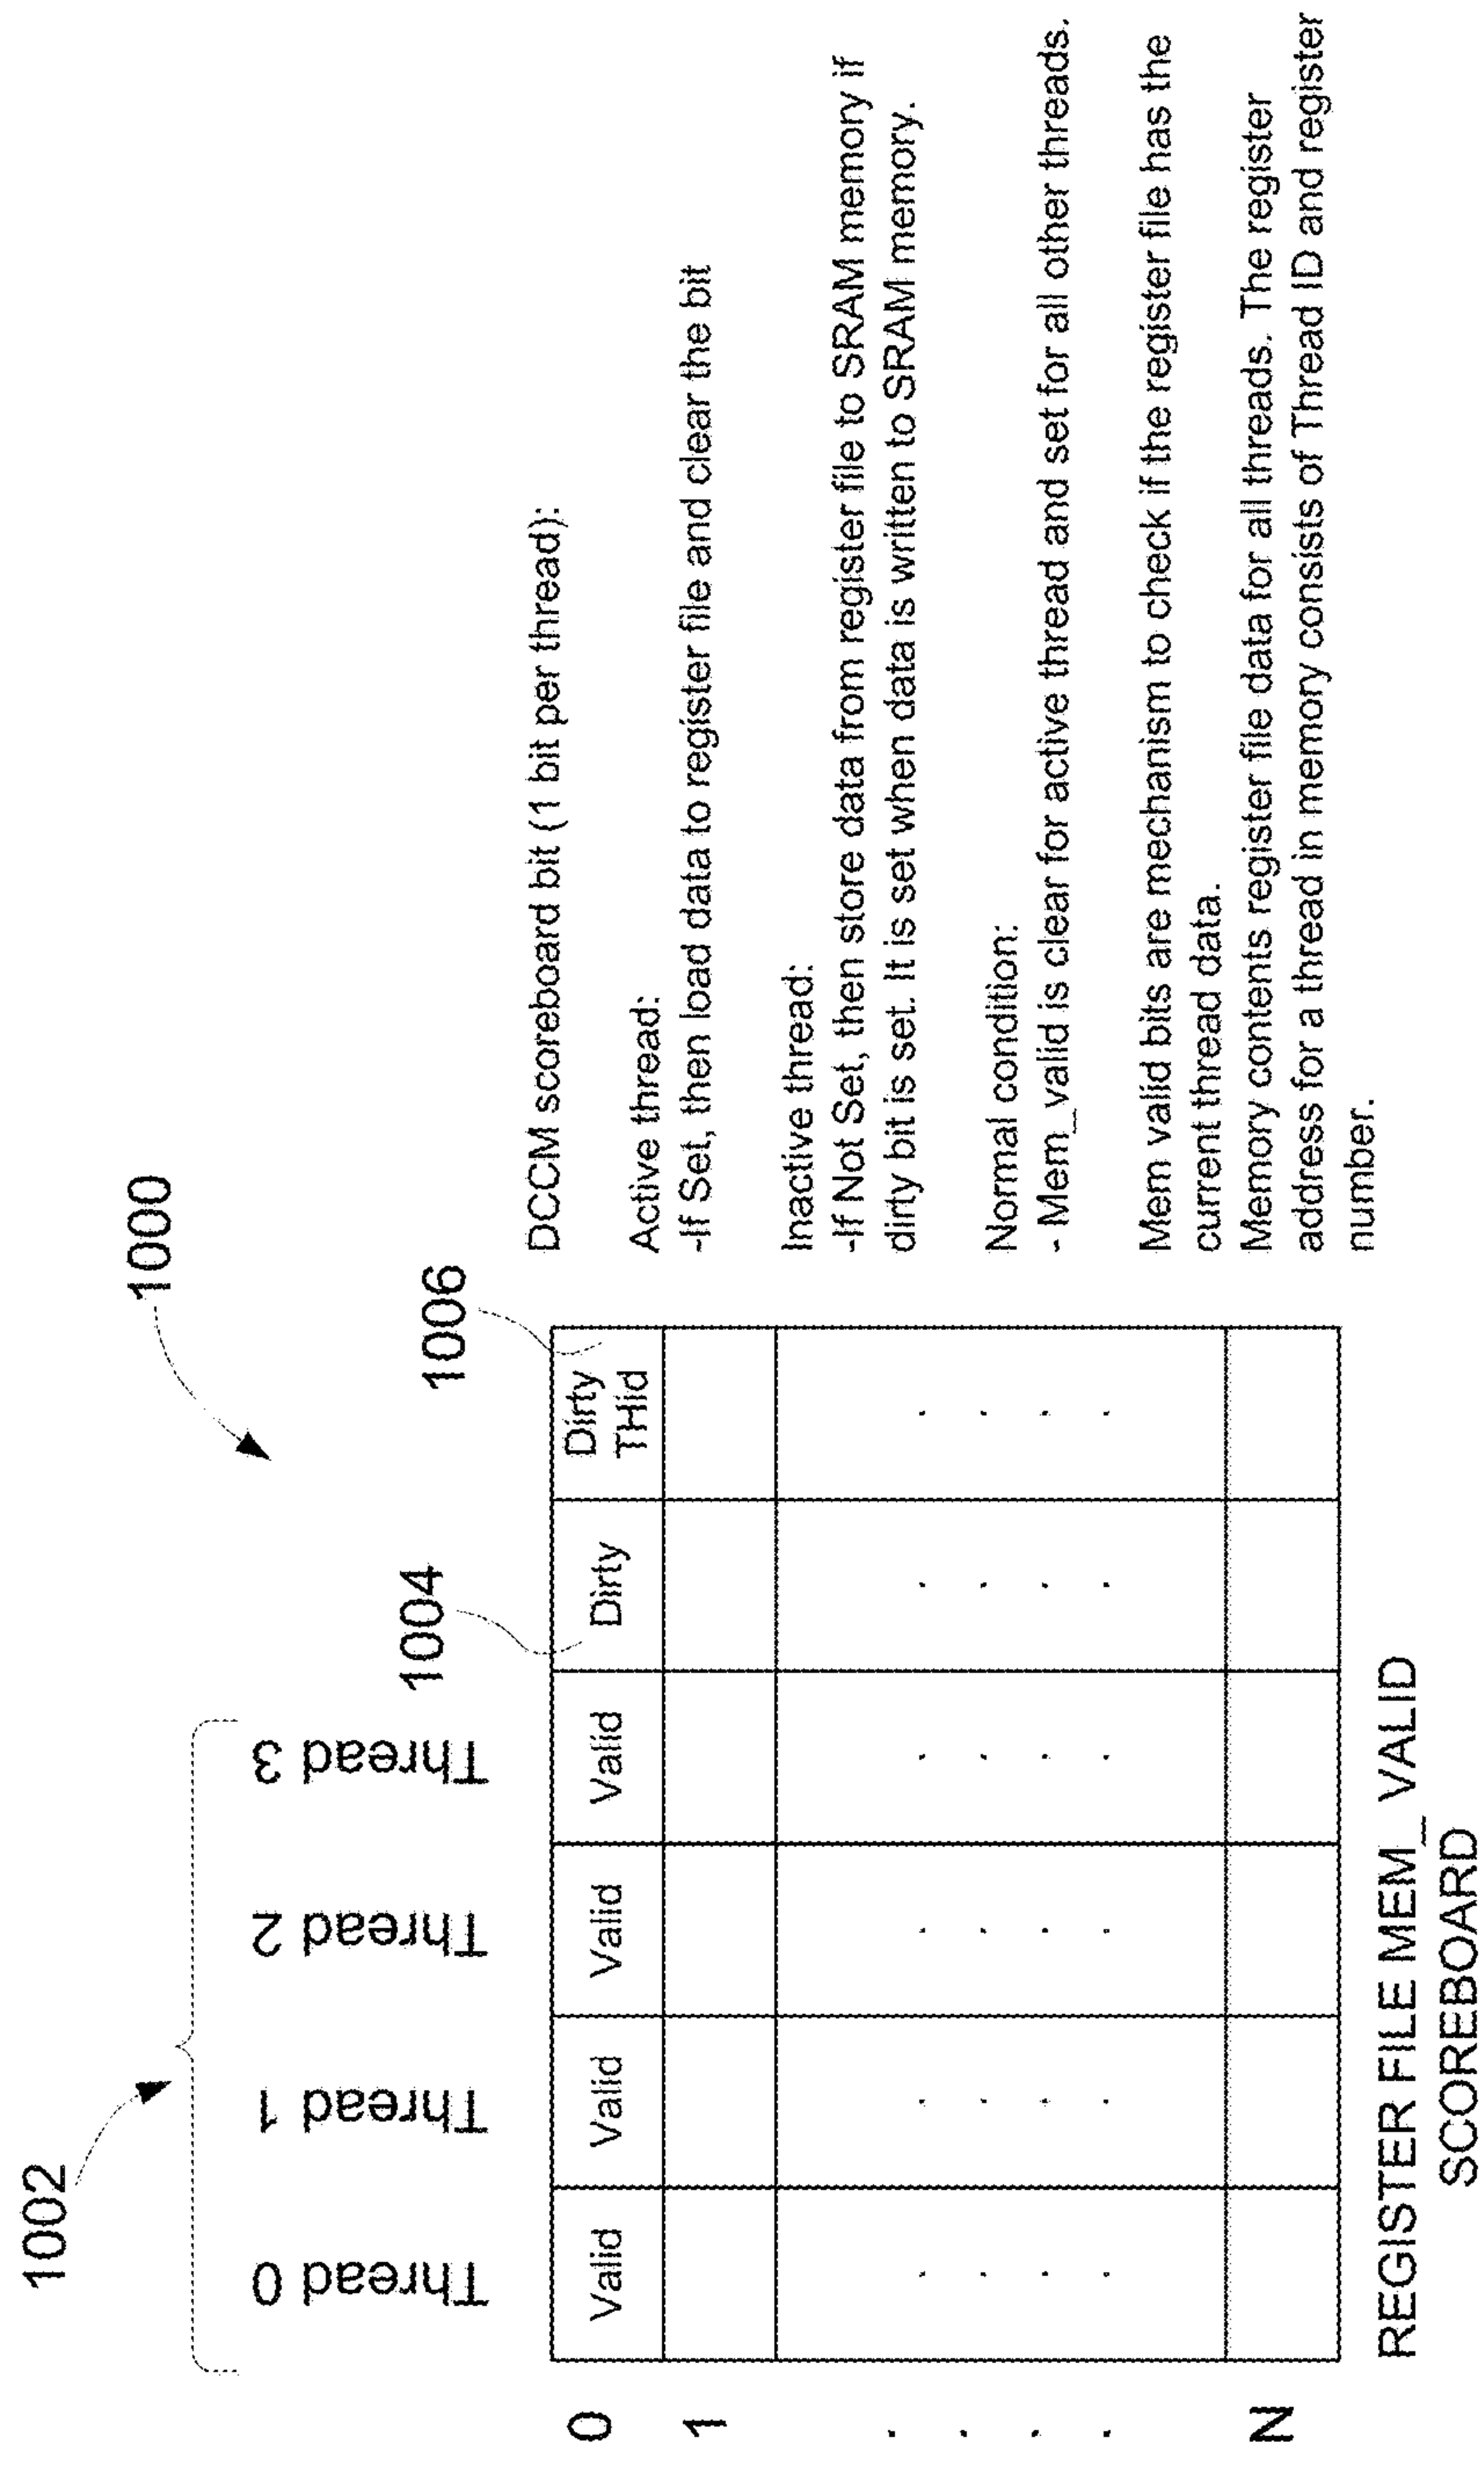 1000
1002
Thread 0
Thread 1
Thread 2
Thread 3
1004
1006
0
Valid
Valid
Valid
Valid
Dirty
Dirty
THid
1
N
REGISTER FILE MEM_ VALID
SCOREBOARD
DCCM scoreboard bit (1 bit per thread):
Active thread:
-If Set, then load data to register file and clear the bit
Inactive thread:
-If Not Set, then store data from register file to SRAM memory if
dirty bit is set. It is set when data is written to SRAM memory.
Normal condition:
- Mem_valid is clear for active thread and set for all other threads.
Mem valid bits are mechanism to check if the register file has the
current thread data.
Memory contents register file data for all threads. The register
address for a thread in memory consists of Thread ID and register
number.